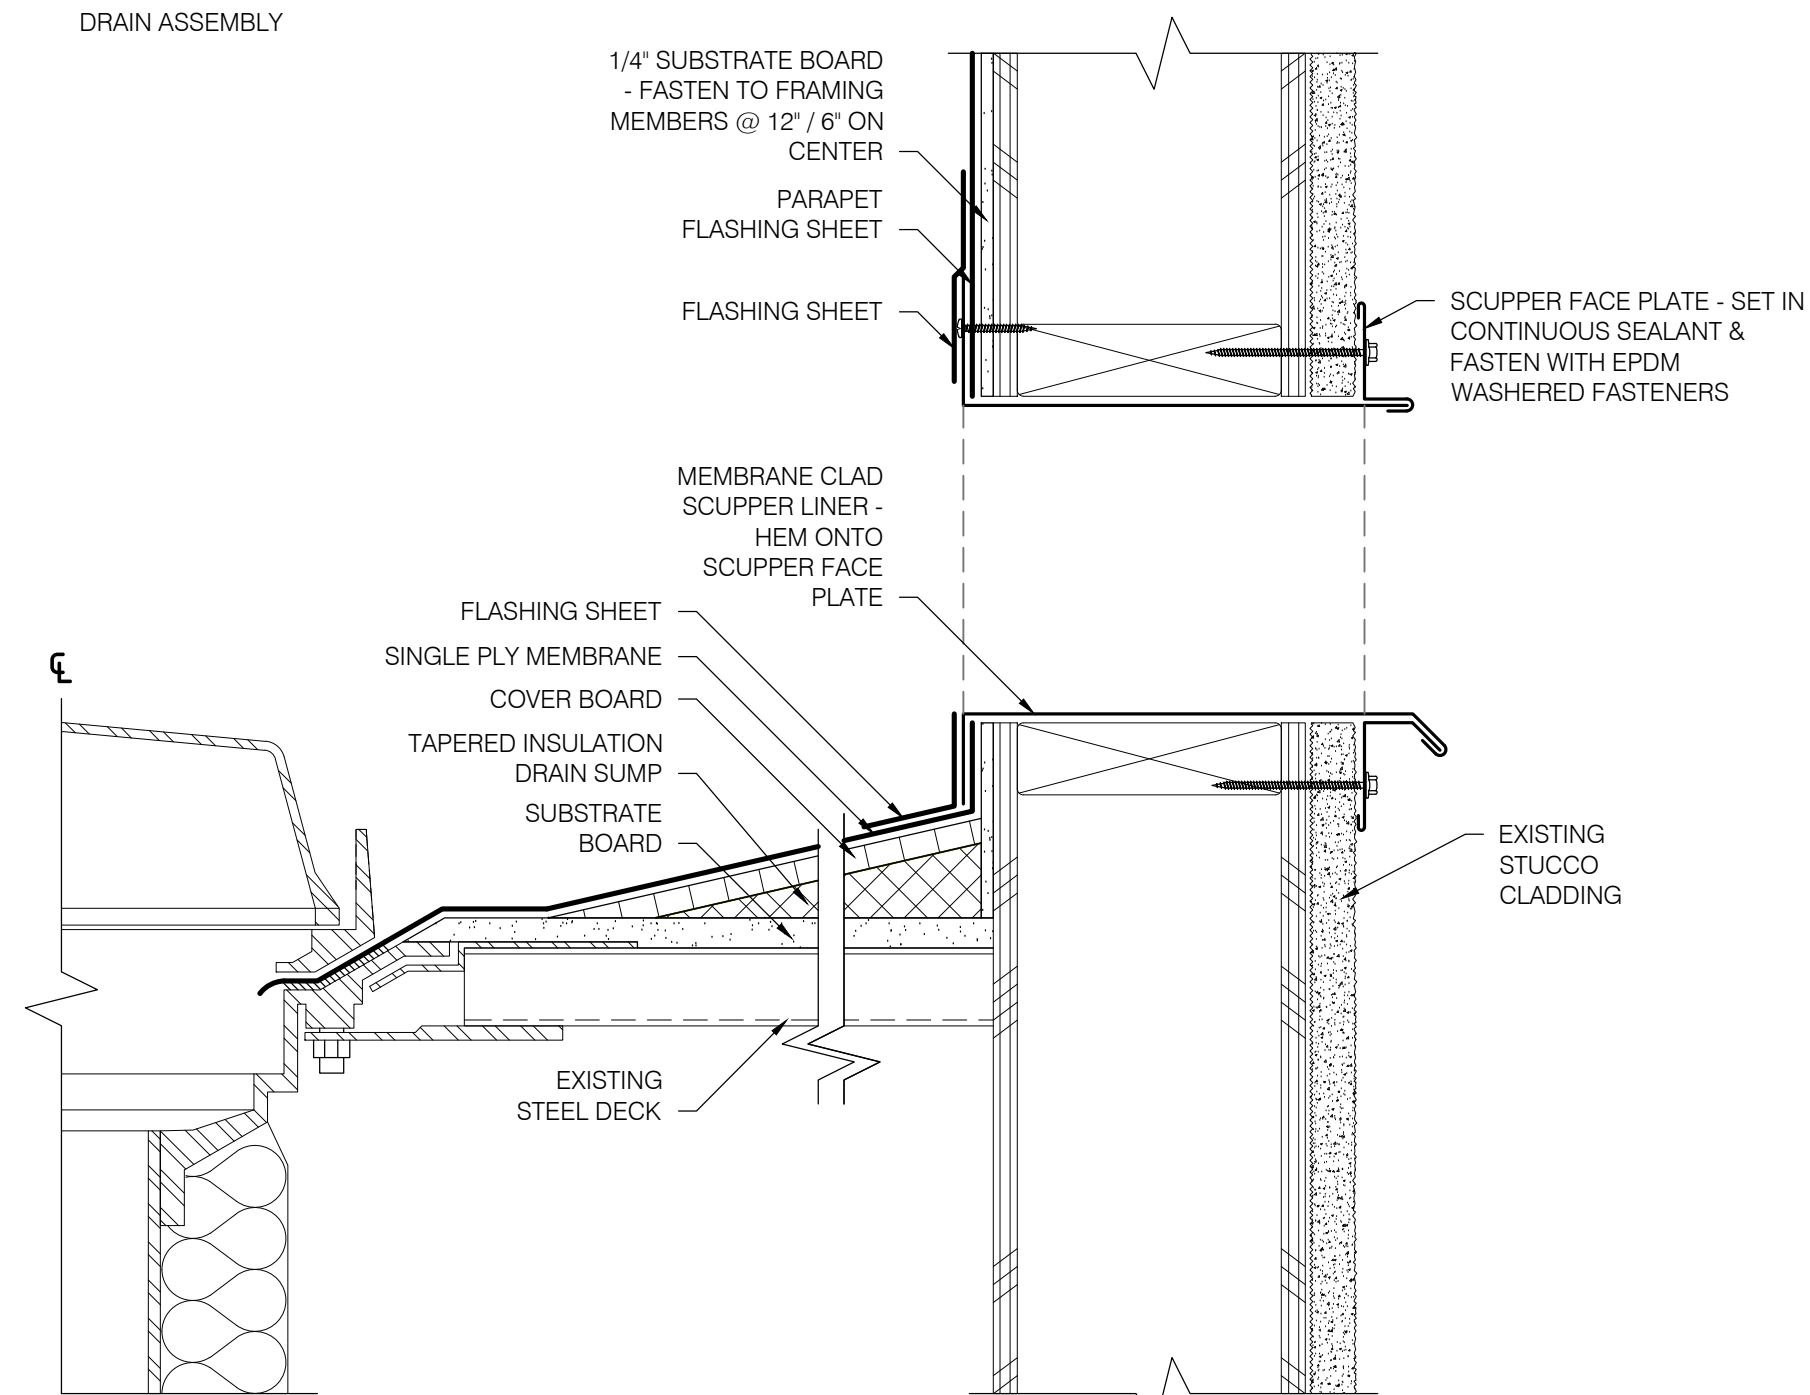 DRAIN ASSEMBLY
1/4" SUBSTRATE BOARD
- FASTEN TO FRAMING
MEMBERS @ 12" / 6" ON
CENTER
PARAPET
FLASHING SHEET
FLASHING SHEET
SCUPPER FACE PLATE - SET IN
CONTINUOUS SEALANT &
FASTEN WITH EPDM
WASHERED FASTENERS
MEMBRANE CLAD
SCUPPER LINER -
HEM ONTO
SCUPPER FACE
PLATE
FLASHING SHEET
SINGLE PLY MEMBRANE
COVER BOARD
TAPERED INSULATION
DRAIN SUMP
SUBSTRATE
BOARD
EXISTING
STUCCO
CLADDING
EXISTING
STEEL DECK
℄